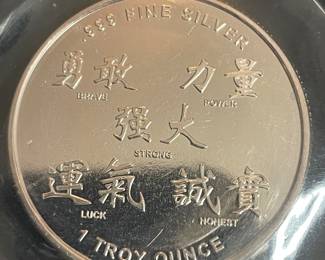 .999 FINE SILVER
勇敢 力量
BRAVE POWER
强大
STRONG
運氣 誠實
LUCK HONEST
1 TROY OUNCE